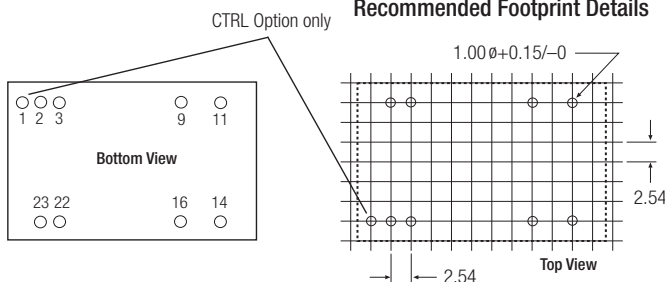 Recommended Footprint Details
CTRL Option only
1.00ø+0.15/–0
1 2 3 9 11
Bottom View
23 22 16 14
2.54
Top View
2.54